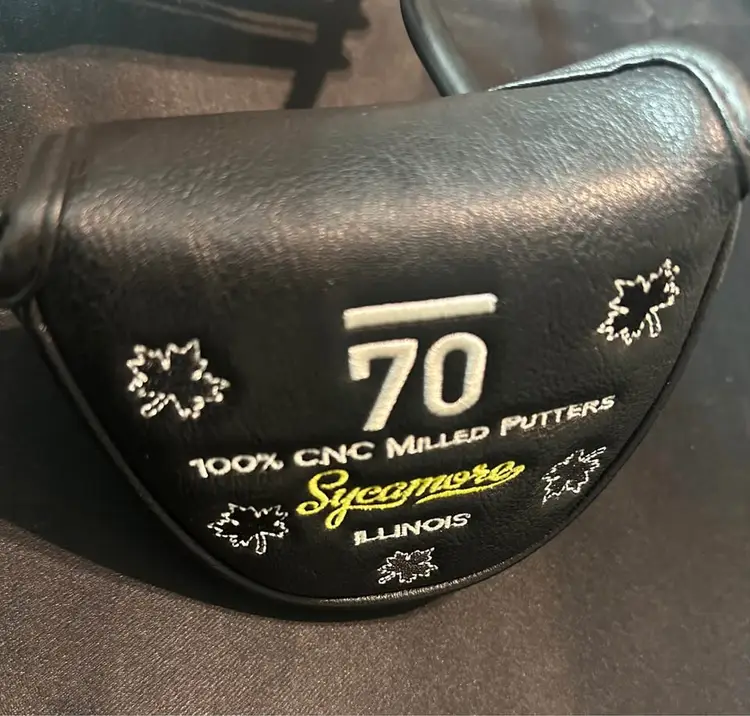 70
100% CNC MILLED PUTTERS
Sycamore
ILLINOIS